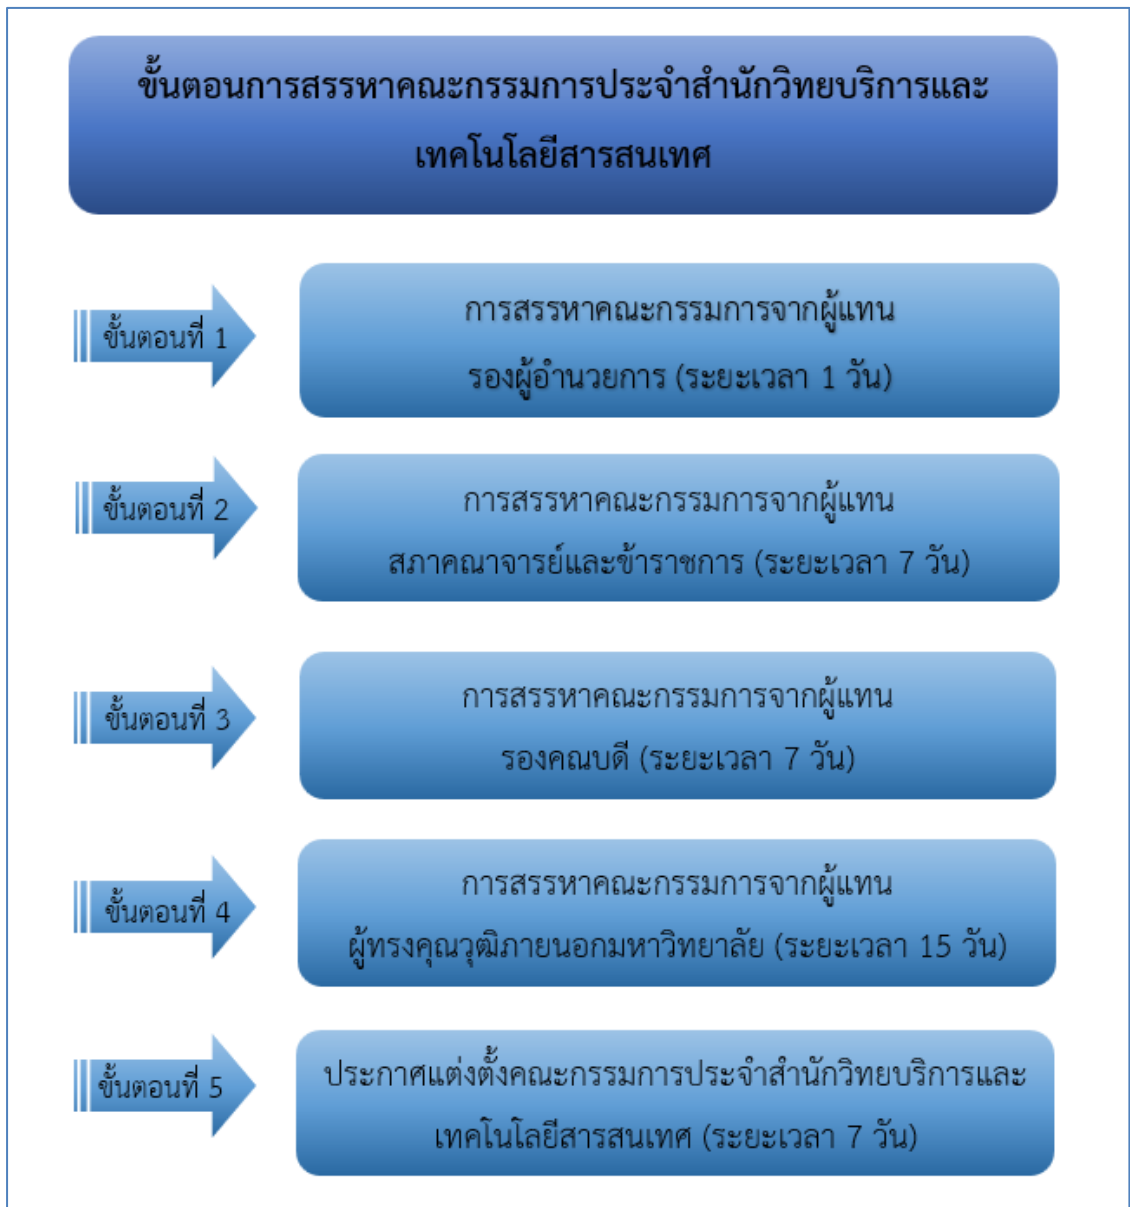 ขั้นตอนการสรรหาคณะกรรมการประจำสำนักวิทยบริการและ
เทคโนโลยีสารสนเทศ
ขั้นตอนที่ 1
การสรรหาคณะกรรมการจากผู้แทน
รองผู้อำนวยการ (ระยะเวลา 1 วัน)
ขั้นตอนที่ 2
การสรรหาคณะกรรมการจากผู้แทน
สภาคณาจารย์และข้าราชการ (ระยะเวลา 7 วัน)
ขั้นตอนที่ 3
การสรรหาคณะกรรมการจากผู้แทน
รองคณบดี (ระยะเวลา 7 วัน)
ขั้นตอนที่ 4
การสรรหาคณะกรรมการจากผู้แทน
ผู้ทรงคุณวุฒิภายนอกมหาวิทยาลัย (ระยะเวลา 15 วัน)
ขั้นตอนที่ 5
ประกาศแต่งตั้งคณะกรรมการประจำสำนักวิทยบริการและ
เทคโนโลยีสารสนเทศ (ระยะเวลา 7 วัน)